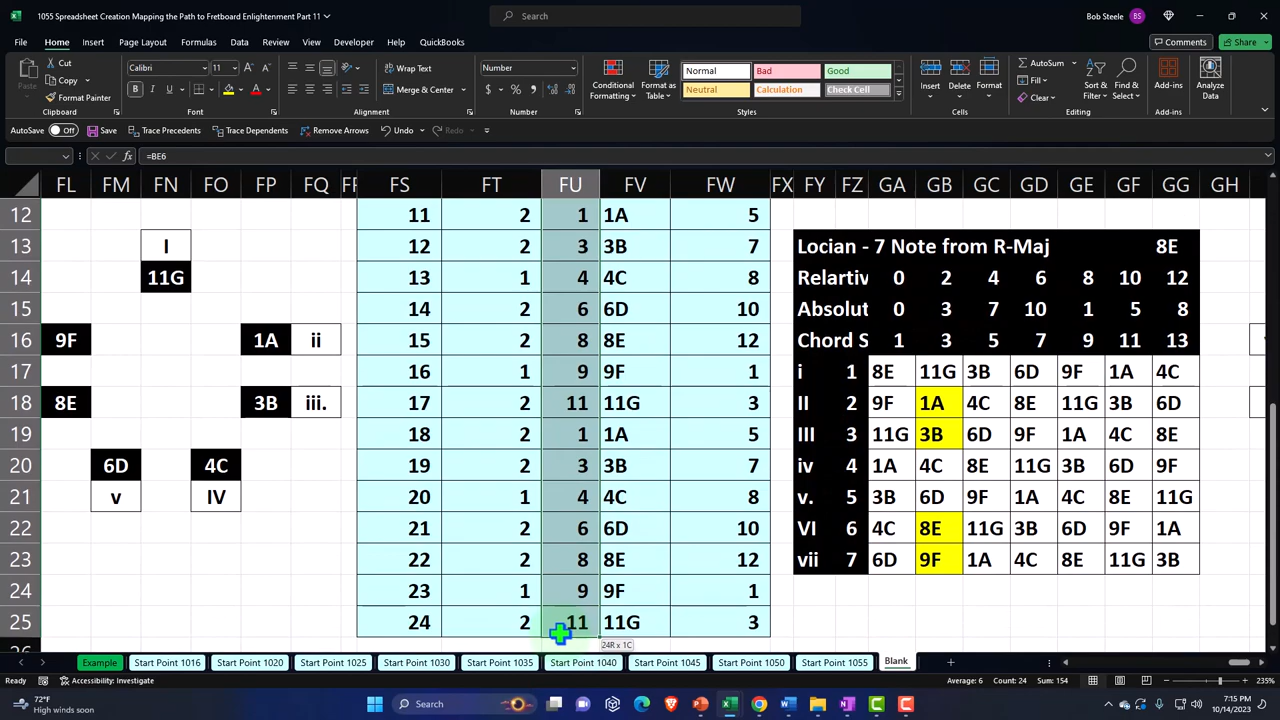 1055 Spreadsheet Creation Mapping the Path to Fretboard Enlightenment Part 11
Search
Bob Steele BS
File Home Insert Page Layout Formulas Data Review View Developer Help QuickBooks Comments Share
Paste Cut Copy Format Painter Clipboard
Calibri 11 B I U A Font
Wrap Text Merge & Center Alignment
Number $ % Number
Conditional Formatting Format as Table Normal Bad Good Neutral Calculation Check Cell Styles
Insert Delete Format Cells
AutoSum Fill Clear Sort & Filter Find & Select Editing
Add-ins Add-ins Analyze Data
AutoSave Off Save Trace Precedents Trace Dependents Remove Arrows Undo Redo
fx =BE6
FL FM FN FO FP FQ FS FT FU FV FW FX FY FZ GA GB GC GD GE GF GG GH
12 11 2 1 1A 5
13 I 12 2 3 3B 7 Locian - 7 Note from R-Maj 8E
14 11G 13 1 4 4C 8 Relartiv 0 2 4 6 8 10 12
15 14 2 6 6D 10 Absolut 0 3 7 10 1 5 8
16 9F 1A ii 15 2 8 8E 12 Chord S 1 3 5 7 9 11 13
17 16 1 9 9F 1 i 1 8E 11G 3B 6D 9F 1A 4C
18 8E 3B iii. 17 2 11 11G 3 II 2 9F 1A 4C 8E 11G 3B 6D
19 18 2 1 1A 5 III 3 11G 3B 6D 9F 1A 4C 8E
20 6D 4C 19 2 3 3B 7 iv 4 1A 4C 8E 11G 3B 6D 9F
21 v IV 20 1 4 4C 8 v. 5 3B 6D 9F 1A 4C 8E 11G
22 21 2 6 6D 10 VI 6 4C 8E 11G 3B 6D 9F 1A
23 22 2 8 8E 12 vii 7 6D 9F 1A 4C 8E 11G 3B
24 23 1 9 9F 1
25 24 2 11 11G 3
24R x 1C
Example Start Point 1016 Start Point 1020 Start Point 1025 Start Point 1030 Start Point 1035 Start Point 1040 Start Point 1045 Start Point 1050 Start Point 1055 Blank
Ready Accessibility: Investigate Average: 6 Count: 24 Sum: 154 235%
72°F
High winds soon
Search
7:15 PM
10/14/2023